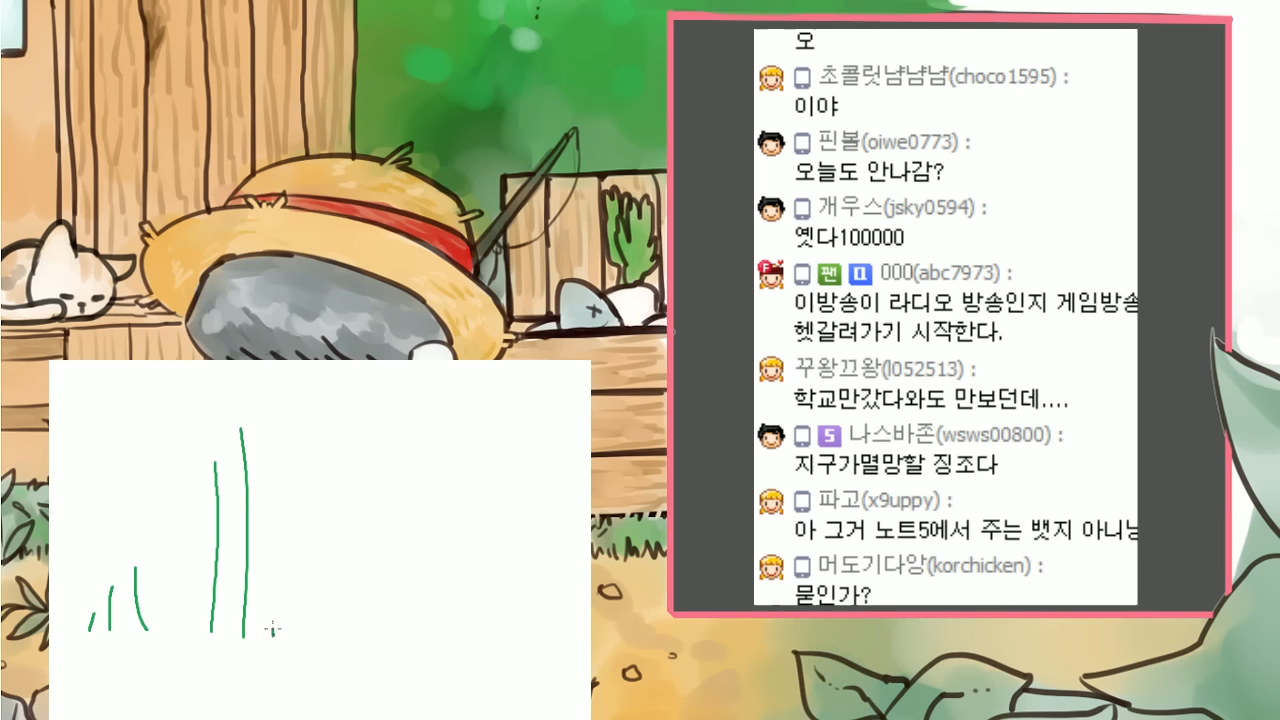 오
초콜릿냠냠냠(choco1595) :
이야
핀볼(oiwe0773) :
오늘도 안나감?
개우스(jsky0594) :
옛다100000
F 팬 000(abc7973) :
이방송이 라디오 방송인지 게임방송
헷갈려가기 시작한다.
꾸왕끄왕(l052513) :
학교만갔다와도 만보던데....
5 나스바존(wsws00800) :
지구가멸망할 징조다
파고(x9uppy) :
아 그거 노트5에서 주는 뱃지 아니냥
머도기다앙(korchicken) :
묻인가?